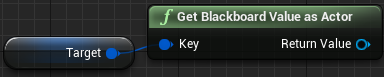 f Get Blackboard Value as Actor
Target
Key
Return Value